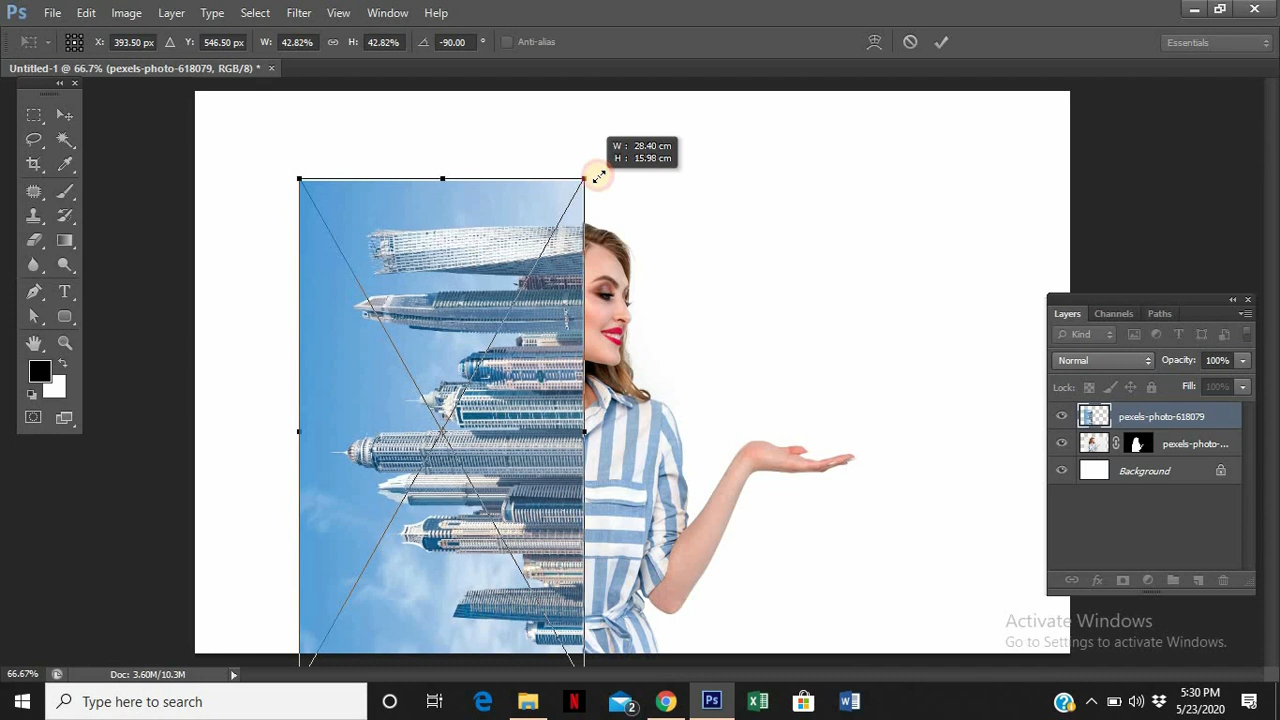 Ps File Edit Image Layer Type Select Filter View Window Help
X: 393.50 px Y: 546.50 px W: 42.82% H: 42.82% -90.00 ° Anti-alias Essentials
Untitled-1 @ 66.7% (pexels-photo-618079, RGB/8) * ×
W : 28.40 cm
H : 15.98 cm
Layers Channels Paths
Kind
Normal Opacity: 100%
Lock: Fill: 100%
pexels-photo-618079
pexels-photo-...
Background
Activate Windows
Go to Settings to activate Windows.
66.67% Doc: 3.60M/10.3M
Type here to search
2
Ps
5:30 PM
5/23/2020